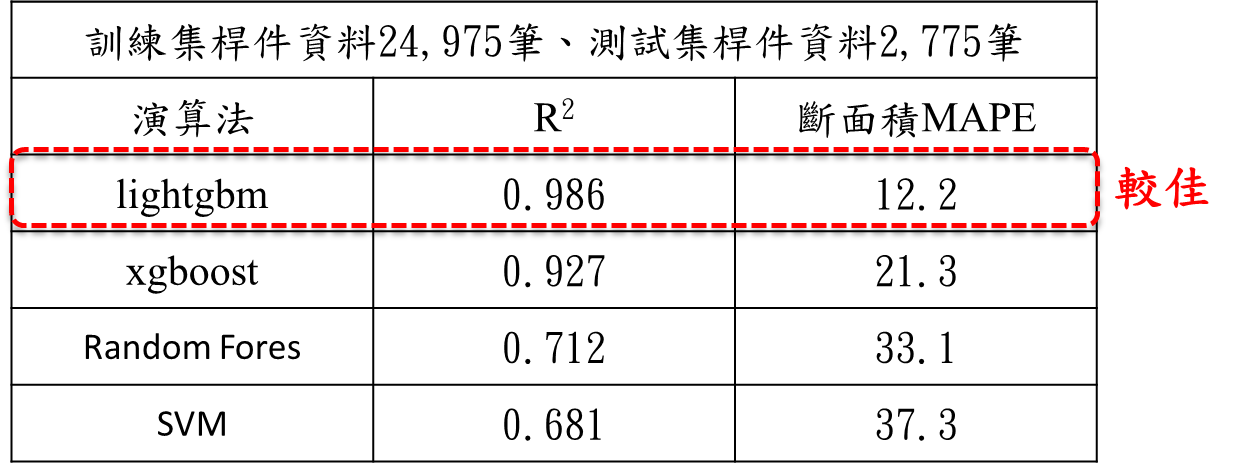 訓練集桿件資料24,975筆、測試集桿件資料2,775筆
演算法 R² 斷面積MAPE
lightgbm 0.986 12.2 較佳
xgboost 0.927 21.3
Random Fores 0.712 33.1
SVM 0.681 37.3